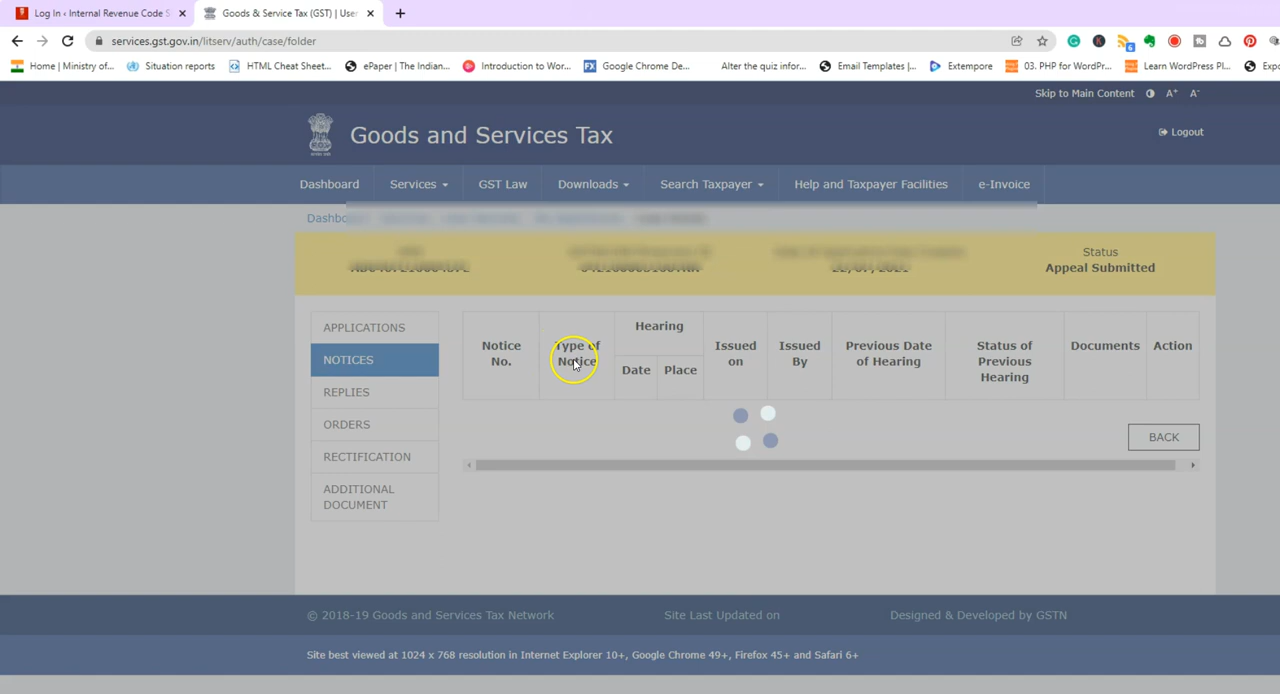 Log In ‹ Internal Revenue Code S
Goods & Service Tax (GST) | User
services.gst.gov.in/litserv/auth/case/folder
Home | Ministry of...
Situation reports
HTML Cheat Sheet...
ePaper | The Indian...
Introduction to Wor...
Google Chrome De...
Alter the quiz infor...
Email Templates |...
Extempore
03. PHP for WordPr...
Learn WordPress Pl...
Expo
Skip to Main Content
A+
A-
Goods and Services Tax
Logout
Dashboard
Services
GST Law
Downloads
Search Taxpayer
Help and Taxpayer Facilities
e-Invoice
Dashbo
Status
Appeal Submitted
APPLICATIONS
NOTICES
REPLIES
ORDERS
RECTIFICATION
ADDITIONAL
DOCUMENT
Notice
No.
Type of
Notice
Hearing
Date
Place
Issued
on
Issued
By
Previous Date
of Hearing
Status of
Previous
Hearing
Documents
Action
BACK
© 2018-19 Goods and Services Tax Network
Site Last Updated on
Designed & Developed by GSTN
Site best viewed at 1024 x 768 resolution in Internet Explorer 10+, Google Chrome 49+, Firefox 45+ and Safari 6+